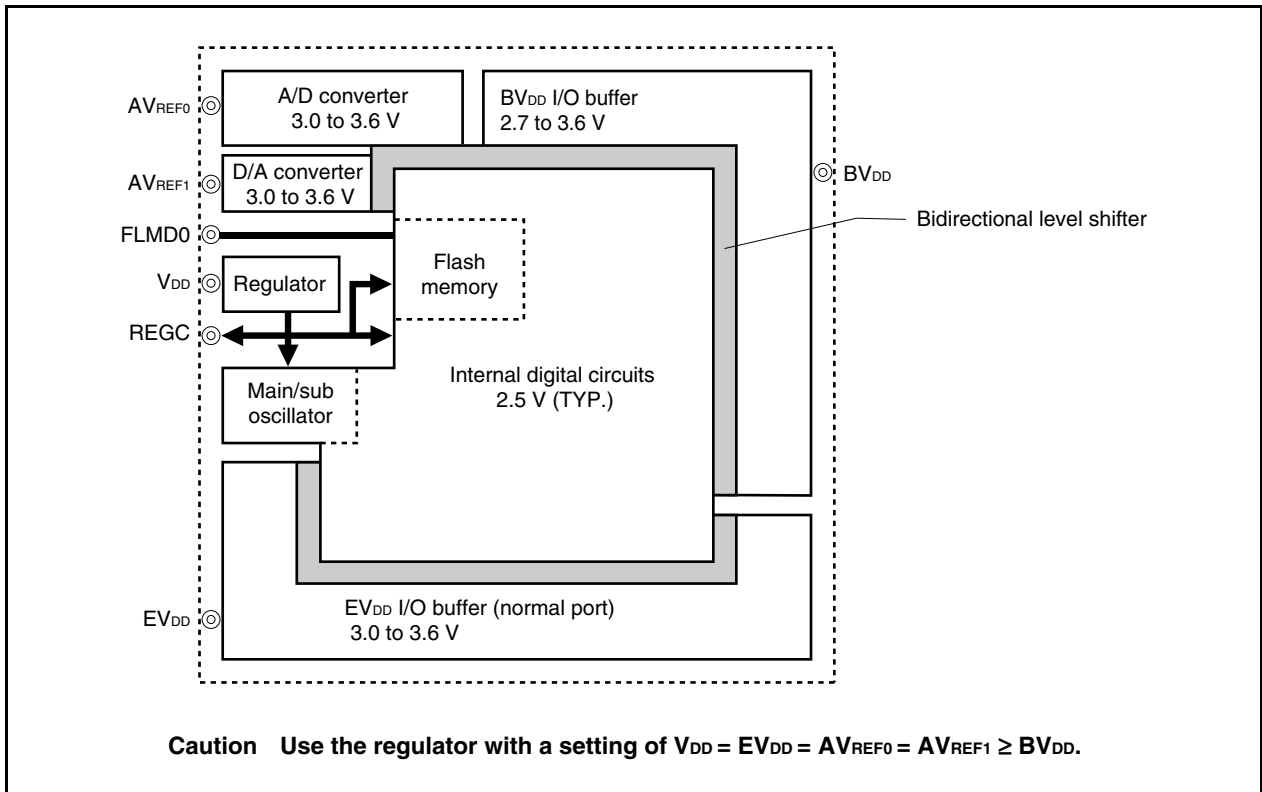 AVREF0
A/D converter
3.0 to 3.6 V
BVDD I/O buffer
2.7 to 3.6 V
AVREF1
D/A converter
3.0 to 3.6 V
BVDD
Bidirectional level shifter
FLMD0
Flash
memory
VDD
Regulator
REGC
Internal digital circuits
2.5 V (TYP.)
Main/sub
oscillator
EVDD
EVDD I/O buffer (normal port)
3.0 to 3.6 V
Caution Use the regulator with a setting of VDD = EVDD = AVREF0 = AVREF1 ≥ BVDD.